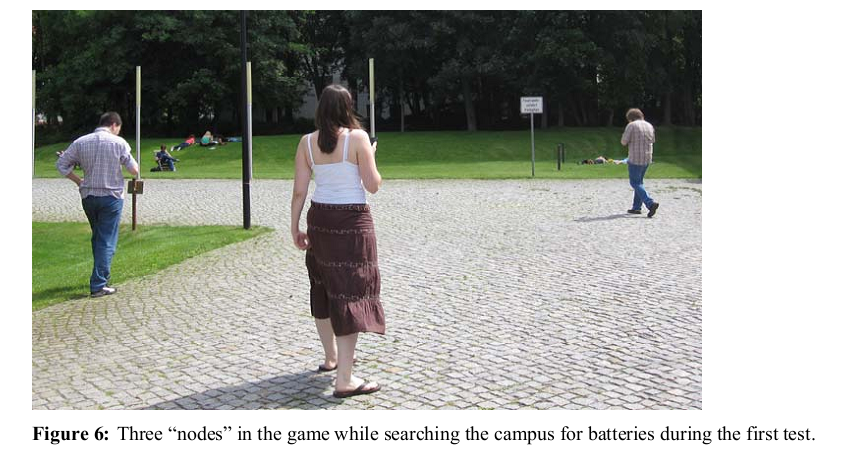 Figure 6: Three “nodes” in the game while searching the campus for batteries during the first test.